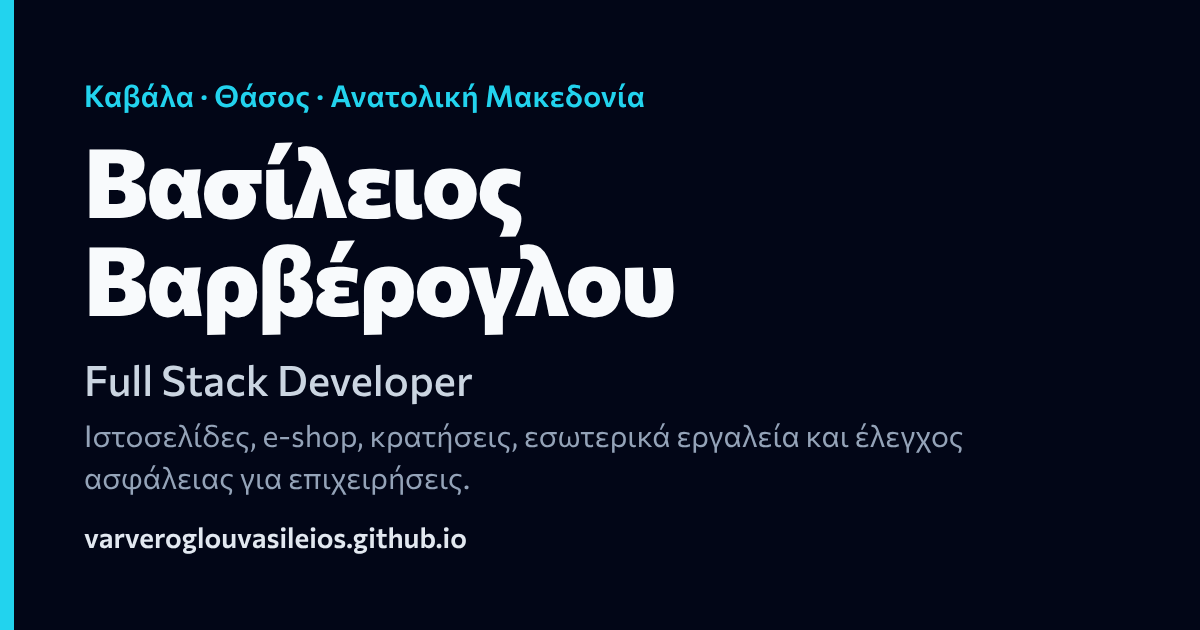 Καβάλα · Θάσος · Ανατολική Μακεδονία
Βασίλειος
Βαρβέρογλου
Full Stack Developer
Ιστοσελίδες, e-shop, κρατήσεις, εσωτερικά εργαλεία και έλεγχος
ασφάλειας για επιχειρήσεις.
varveroglouvasileios.github.io